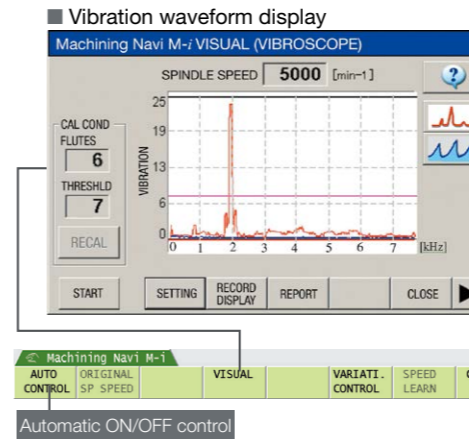 ■ Vibration waveform display
Machining Navi M-i VISUAL (VIBROSCOPE)
SPINDLE SPEED 5000 [min-1]
CAL COND
FLUTES
6
THRESHLD
7
RECAL
VIBRATION
25
19
13
6
0
0 1 2 3 4 5 6 7 [kHz]
START SETTING RECORD DISPLAY REPORT CLOSE
Machining Navi M-i
AUTO ORIGINAL VISUAL VARIATI. SPEED
CONTROL SP SPEED CONTROL LEARN
Automatic ON/OFF control